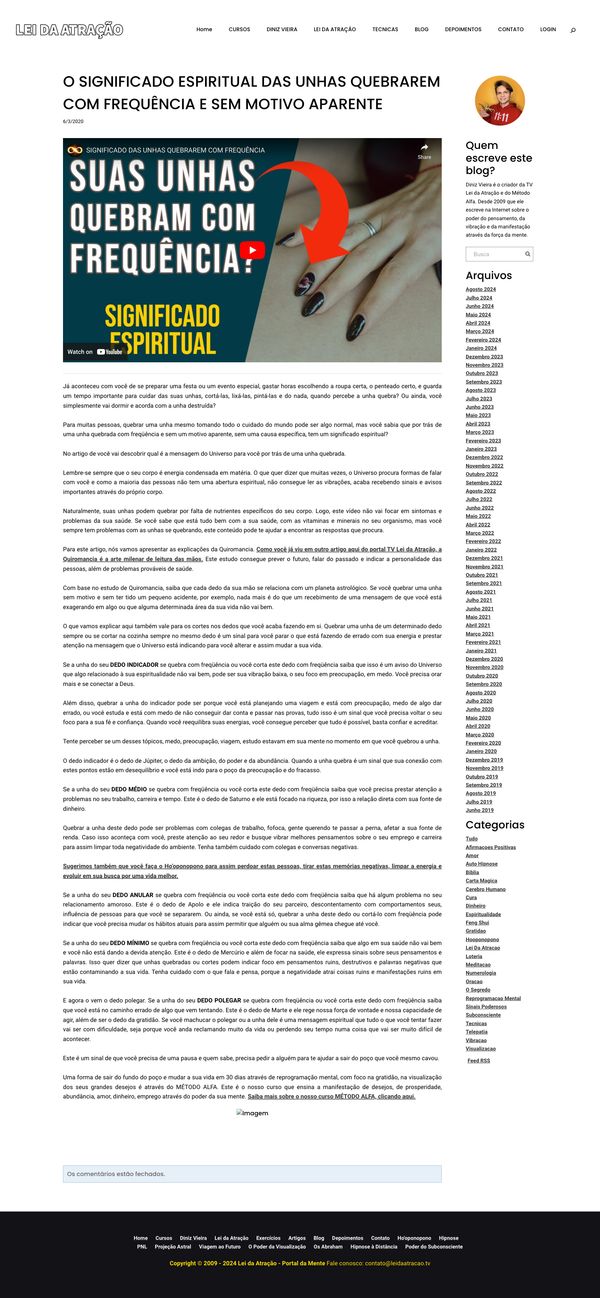 LEI DA ATRAÇÃO
Home CURSOS DINIZ VIEIRA LEI DA ATRAÇÃO TECNICAS BLOG DEPOIMENTOS CONTATO LOGIN
O SIGNIFICADO ESPIRITUAL DAS UNHAS QUEBRAREM
COM FREQUÊNCIA E SEM MOTIVO APARENTE
6/3/2020
SIGNIFICADO DAS UNHAS QUEBRAREM COM FREQUÊNCIA
Share
SUAS UNHAS
QUEBRAM COM
FREQUÊNCIA?
SIGNIFICADO
ESPIRITUAL
Watch on YouTube
Já aconteceu com você de se preparar uma festa ou um evento especial, gastar horas escolhendo a roupa certa, o penteado certo, e guarda
um tempo importante para cuidar das suas unhas, cortá-las, lixá-las, pintá-las e do nada, quando percebe a unha quebra? Ou ainda, você
simplesmente vai dormir e acorda com a unha destruída?
Para muitas pessoas, quebrar uma unha mesmo tomando todo o cuidado do mundo pode ser algo normal, mas você sabia que por trás de
uma unha quebrada com freqüência e sem um motivo aparente, sem uma causa específica, tem um significado espiritual?
No artigo de você vai descobrir qual é a mensagem do Universo para você por trás de uma unha quebrada.
Lembre-se sempre que o seu corpo é energia condensada em matéria. O que quer dizer que muitas vezes, o Universo procura formas de falar
com você e como a maioria das pessoas não tem uma abertura espiritual, não consegue ler as vibrações, acaba recebendo sinais e avisos
importantes através do próprio corpo.
Naturalmente, suas unhas podem quebrar por falta de nutrientes específicos do seu corpo. Logo, este vídeo não vai focar em sintomas e
problemas da sua saúde. Se você sabe que está tudo bem com a sua saúde, com as vitaminas e minerais no seu organismo, mas você
sempre tem problemas com as unhas se quebrando, este conteúdo pode te ajudar a encontrar as respostas que procura.
Para este artigo, nós vamos apresentar as explicações da Quiromancia. Como você já viu em outro artigo aqui do portal TV Lei da Atração, a
Quiromancia é a arte milenar de leitura das mãos. Este estudo consegue prever o futuro, falar do passado e indicar a personalidade das
pessoas, além de problemas prováveis de saúde.
Com base no estudo de Quiromancia, saiba que cada dedo da sua mão se relaciona com um planeta astrológico. Se você quebrar uma unha
sem motivo e sem ter tido um pequeno acidente, por exemplo, nada mais é do que um recebimento de uma mensagem de que você está
exagerando em algo ou que alguma determinada área da sua vida não vai bem.
O que vamos explicar aqui também vale para os cortes nos dedos que você acaba fazendo em si. Quebrar uma unha de um determinado dedo
sempre ou se cortar na cozinha sempre no mesmo dedo é um sinal para você parar o que está fazendo de errado com sua energia e prestar
atenção na mensagem que o Universo está indicando para você alterar e assim mudar a sua vida.
Se a unha do seu DEDO INDICADOR se quebra com freqüência ou você corta este dedo com freqüência saiba que isso é um aviso do Universo
que algo relacionado à sua espiritualidade não vai bem, pode ser sua vibração baixa, o seu foco em preocupação, em medo. Você precisa orar
mais e se conectar a Deus.
Além disso, quebrar a unha do indicador pode ser porque você está planejando uma viagem e está com preocupação, medo de algo dar
errado, ou você estuda e está com medo de não conseguir dar conta e passar nas provas, tudo isso é um sinal que você precisa voltar o seu
foco para a sua fé e confiança. Quando você reequilibra suas energias, você consegue perceber que tudo é possível, basta confiar e acreditar.
Tente perceber se um desses tópicos, medo, preocupação, viagem, estudo estavam em sua mente no momento em que você quebrou a unha.
O dedo indicador é o dedo de Júpiter, o dedo da ambição, do poder e da abundância. Quando a unha quebra é um sinal que sua conexão com
estes pontos estão em desequilíbrio e você está indo para o poço da preocupação e do fracasso.
Se a unha do seu DEDO MÉDIO se quebra com freqüência ou você corta este dedo com freqüência saiba que você precisa prestar atenção a
problemas no seu trabalho, carreira e tempo. Este é o dedo de Saturno e ele está focado na riqueza, por isso a relação direta com sua fonte de
dinheiro.
Quebrar a unha deste dedo pode ser problemas com colegas de trabalho, fofoca, gente querendo te passar a perna, afetar a sua fonte de
renda. Caso isso aconteça com você, preste atenção ao seu redor e busque vibrar melhores pensamentos sobre o seu emprego e carreira
para assim limpar toda negatividade do ambiente. Tenha também cuidado com colegas e conversas negativas.
Sugerimos também que você faça o Ho'oponopono para assim perdoar estas pessoas, tirar estas memórias negativas, limpar a energia e
evoluir em sua busca por uma vida melhor.
Se a unha do seu DEDO ANULAR se quebra com freqüência ou você corta este dedo com freqüência saiba que há algum problema no seu
relacionamento amoroso. Este é o dedo de Apolo e ele indica traição do seu parceiro, descontentamento com comportamentos seus,
influência de pessoas para que você se separarem. Ou ainda, se você está só, quebrar a unha deste dedo ou cortá-lo com freqüência pode
indicar que você precisa mudar os hábitos atuais para assim permitir que alguém ou sua alma gêmea chegue até você.
Se a unha do seu DEDO MÍNIMO se quebra com freqüência ou você corta este dedo com freqüência saiba que algo em sua saúde não vai bem
e você não está dando a devida atenção. Este é o dedo de Mercúrio e além de focar na saúde, ele expressa sinais sobre seus pensamentos e
palavras. Isso quer dizer que unhas quebradas ou cortes podem indicar foco em pensamentos ruins, destrutivos e palavras negativas que
estão contaminando a sua vida. Tenha cuidado com o que fala e pensa, porque a negatividade atrai coisas ruins e manifestações ruins em
sua vida.
E agora o vem o dedo polegar. Se a unha do seu DEDO POLEGAR se quebra com freqüência ou você corta este dedo com freqüência saiba
que você está no caminho errado de algo que vem tentando. Este é o dedo de Marte e ele rege nossa força de vontade e nossa capacidade de
agir, além de ser o dedo da gratidão. Se você machucar o polegar ou a unha dele é uma mensagem espiritual que tudo o que você tentar fazer
vai ser com dificuldade, seja porque você anda reclamando muito da vida ou perdendo seu tempo numa coisa que vai ser muito difícil de
acontecer.
Este é um sinal de que você precisa de uma pausa e quem sabe, precisa pedir a alguém para te ajudar a sair do poço que você mesmo cavou.
Uma forma de sair do fundo do poço e mudar a sua vida em 30 dias através de reprogramação mental, com foco na gratidão, na visualização
dos seus grandes desejos é através do MÉTODO ALFA. Este é o nosso curso que ensina a manifestação de desejos, de prosperidade,
abundância, amor, dinheiro, emprego através do poder da sua mente. Saiba mais sobre o nosso curso MÉTODO ALFA, clicando aqui.
Imagem
Os comentários estão fechados.
11:11
Quem
escreve este
blog?
Diniz Vieira é o criador da TV
Lei da Atração e do Método
Alfa. Desde 2009 que ele
escreve na Internet sobre o
poder do pensamento, da
vibração e da manifestação
através da força da mente.
Busca
Arquivos
Agosto 2024
Julho 2024
Junho 2024
Maio 2024
Abril 2024
Março 2024
Fevereiro 2024
Janeiro 2024
Dezembro 2023
Novembro 2023
Outubro 2023
Setembro 2023
Agosto 2023
Julho 2023
Junho 2023
Maio 2023
Abril 2023
Março 2023
Fevereiro 2023
Janeiro 2023
Dezembro 2022
Novembro 2022
Outubro 2022
Setembro 2022
Agosto 2022
Julho 2022
Junho 2022
Maio 2022
Abril 2022
Março 2022
Fevereiro 2022
Janeiro 2022
Dezembro 2021
Novembro 2021
Outubro 2021
Setembro 2021
Agosto 2021
Julho 2021
Junho 2021
Maio 2021
Abril 2021
Março 2021
Fevereiro 2021
Janeiro 2021
Dezembro 2020
Novembro 2020
Outubro 2020
Setembro 2020
Agosto 2020
Julho 2020
Junho 2020
Maio 2020
Abril 2020
Março 2020
Fevereiro 2020
Janeiro 2020
Dezembro 2019
Novembro 2019
Outubro 2019
Setembro 2019
Agosto 2019
Julho 2019
Junho 2019
Categorias
Tudo
Afirmacoes Positivas
Amor
Auto Hipnose
Bíblia
Carta Magica
Cerebro Humano
Cura
Dinheiro
Espiritualidade
Feng Shui
Gratidao
Hooponopono
Lei Da Atracao
Loteria
Meditacao
Numerologia
Oracao
O Segredo
Reprogramacao Mental
Sinais Poderosos
Subconsciente
Tecnicas
Telepatia
Vibracao
Visualizacao
Feed RSS
Home Cursos Diniz Vieira Lei da Atração Exercícios Artigos Blog Depoimentos Contato Ho'oponopono Hipnose
PNL Projeção Astral Viagem ao Futuro O Poder da Visualização Os Abraham Hipnose à Distância Poder do Subconsciente
Copyright © 2009 - 2024 Lei da Atração - Portal da Mente Fale conosco: contato@leidaatracao.tv